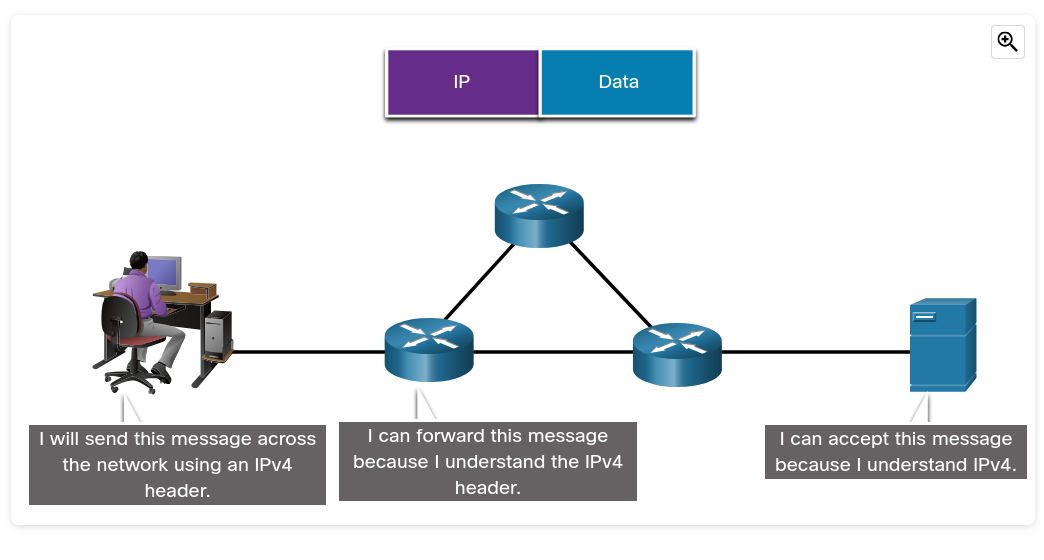 IP
Data
I will send this message across
the network using an IPv4
header.
I can forward this message
because I understand the IPv4
header.
I can accept this message
because I understand IPv4.